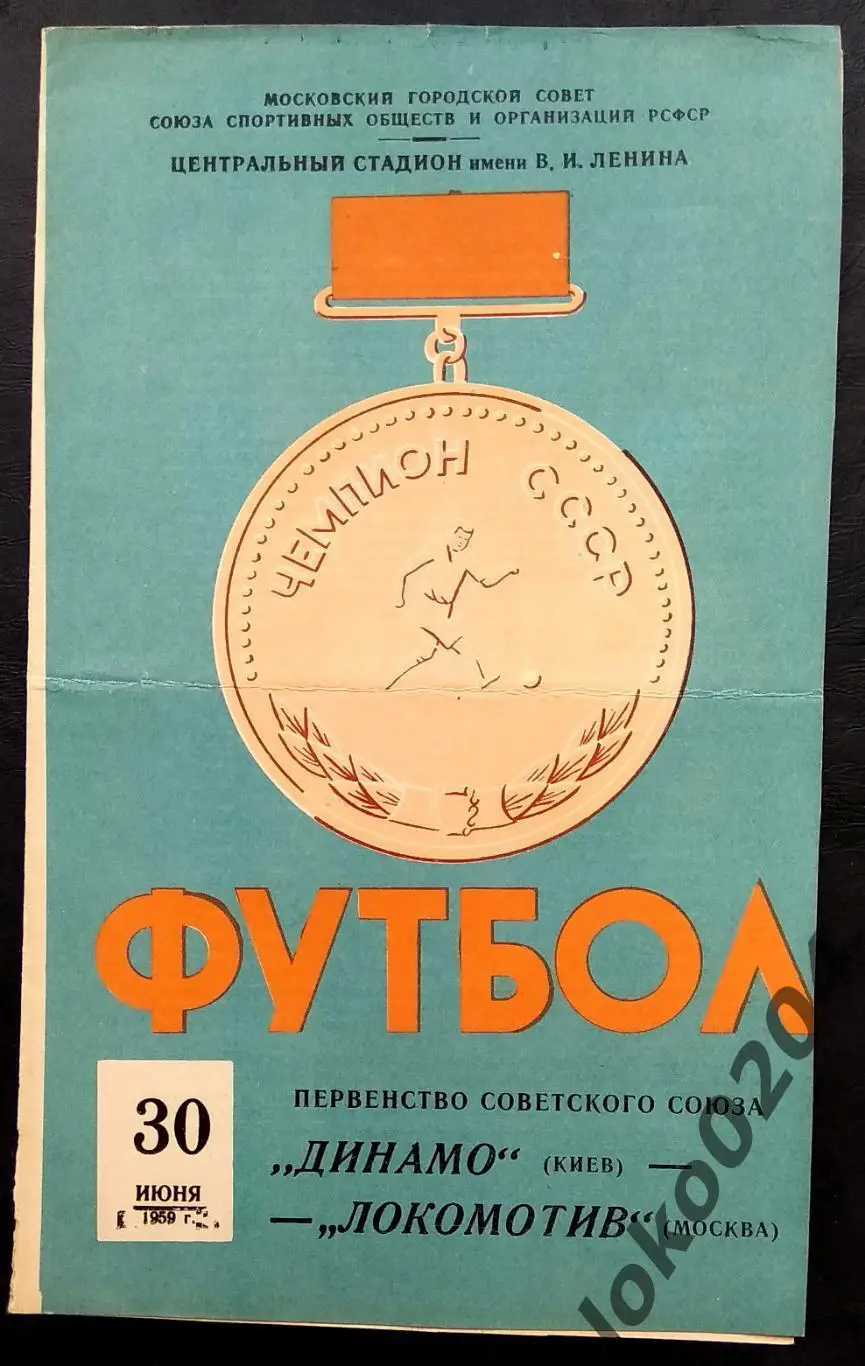 МОСКОВСКИЙ ГОРОДСКОЙ СОВЕТ
СОЮЗА СПОРТИВНЫХ ОБЩЕСТВ И ОРГАНИЗАЦИЙ РСФСР
ЦЕНТРАЛЬНЫЙ СТАДИОН имени В. И. ЛЕНИНА
ЧЕМПИОН СССР
ФУТБОЛ
30
ИЮНЯ
1959 г.
ПЕРВЕНСТВО СОВЕТСКОГО СОЮЗА
„ДИНАМО“ (КИЕВ) —
— „ЛОКОМОТИВ“ (МОСКВА)